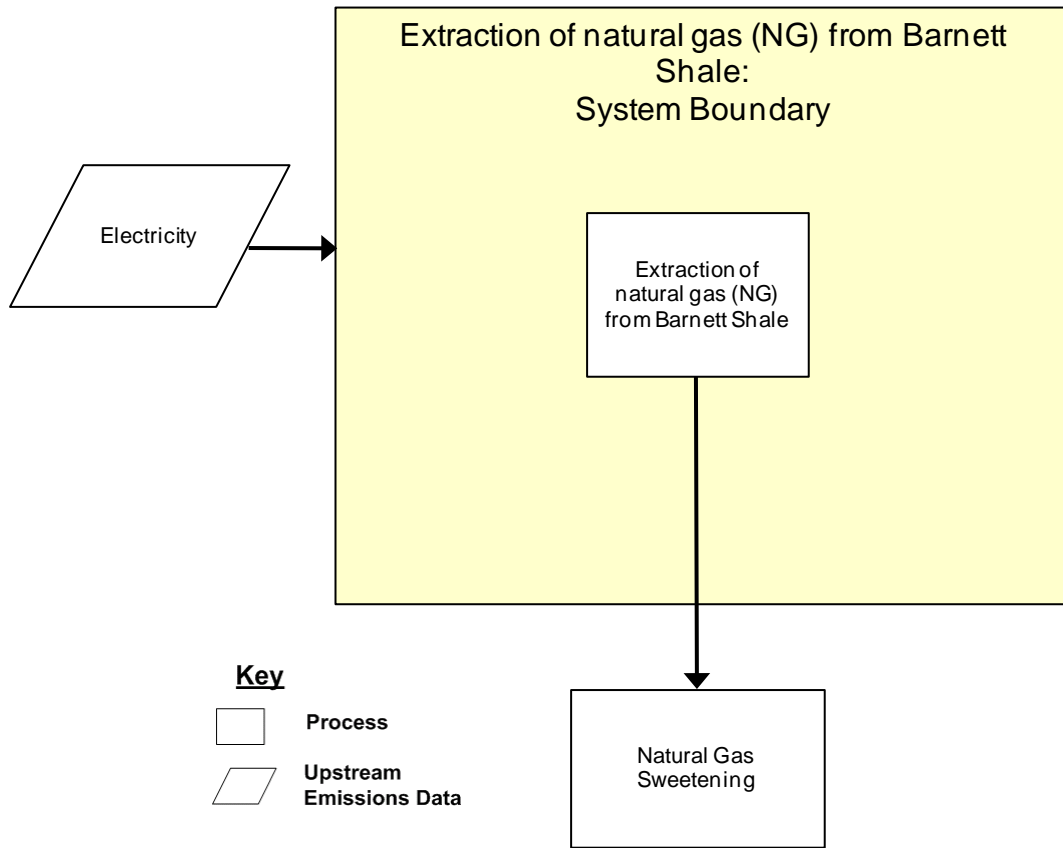 Extraction of natural gas (NG) from Barnett
Shale:
System Boundary
Electricity
Extraction of
natural gas (NG)
from Barnett Shale
Key
Process
Upstream
Emissions Data
Natural Gas
Sweetening